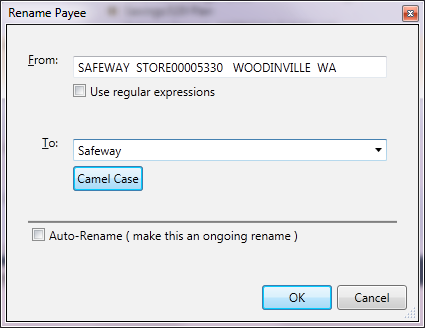 Rename Payee
From:
SAFEWAY  STORE00005330   WOODINVILLE  WA
Use regular expressions
To:
Safeway
Camel Case
Auto-Rename ( make this an ongoing rename )
OK
Cancel